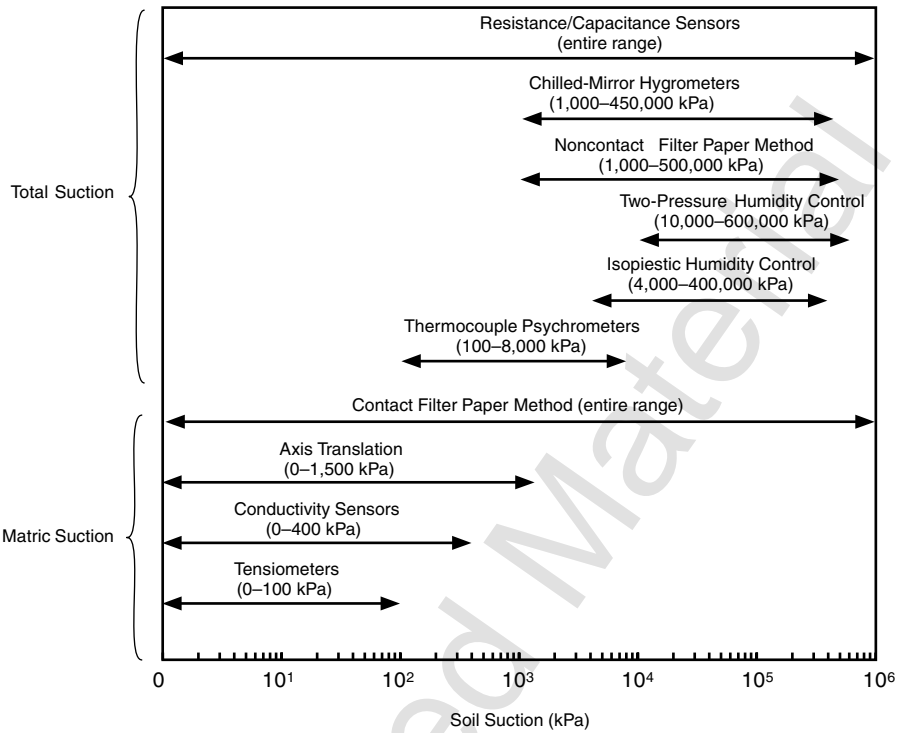 Resistance/Capacitance Sensors
(entire range)
Chilled-Mirror Hygrometers
(1,000–450,000 kPa)
Noncontact Filter Paper Method
(1,000–500,000 kPa)
Total Suction
Two-Pressure Humidity Control
(10,000–600,000 kPa)
Isopiestic Humidity Control
(4,000–400,000 kPa)
Thermocouple Psychrometers
(100–8,000 kPa)
Contact Filter Paper Method (entire range)
Axis Translation
(0–1,500 kPa)
Conductivity Sensors
(0–400 kPa)
Matric Suction
Tensiometers
(0–100 kPa)
0 10¹ 10² 10³ 10⁴ 10⁵ 10⁶
Soil Suction (kPa)
ed Material